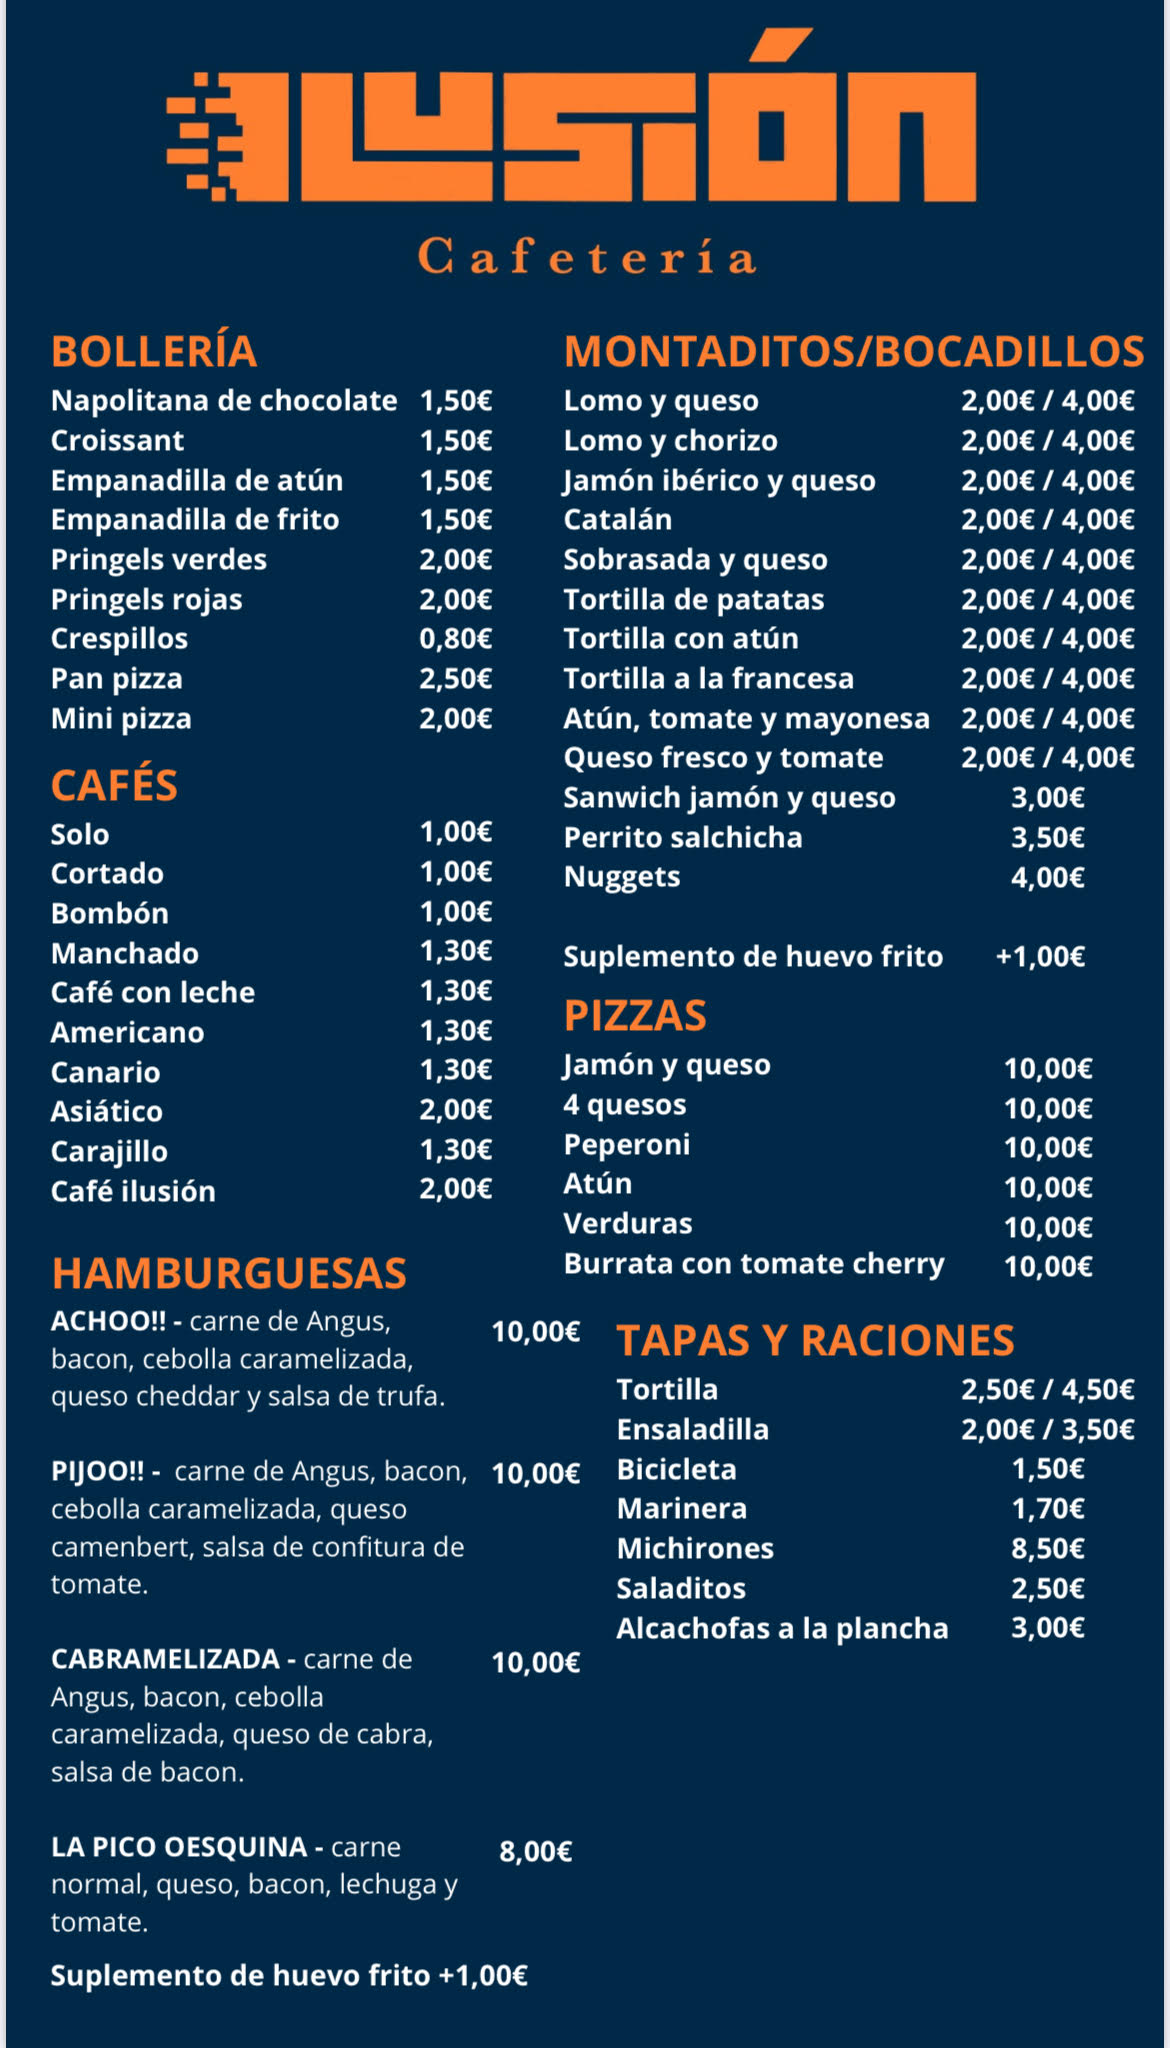 ILUSIÓN
Cafetería
BOLLERÍA
Napolitana de chocolate 1,50€
Croissant 1,50€
Empanadilla de atún 1,50€
Empanadilla de frito 1,50€
Pringels verdes 2,00€
Pringels rojas 2,00€
Crespillos 0,80€
Pan pizza 2,50€
Mini pizza 2,00€
CAFÉS
Solo 1,00€
Cortado 1,00€
Bombón 1,00€
Manchado 1,30€
Café con leche 1,30€
Americano 1,30€
Canario 1,30€
Asiático 2,00€
Carajillo 1,30€
Café ilusión 2,00€
HAMBURGUESAS
ACHOO!! - carne de Angus, 10,00€
bacon, cebolla caramelizada,
queso cheddar y salsa de trufa.
PIJOO!! - carne de Angus, bacon, 10,00€
cebolla caramelizada, queso
camenbert, salsa de confitura de
tomate.
CABRAMELIZADA - carne de 10,00€
Angus, bacon, cebolla
caramelizada, queso de cabra,
salsa de bacon.
LA PICO OESQUINA - carne 8,00€
normal, queso, bacon, lechuga y
tomate.
Suplemento de huevo frito +1,00€
MONTADITOS/BOCADILLOS
Lomo y queso 2,00€ / 4,00€
Lomo y chorizo 2,00€ / 4,00€
Jamón ibérico y queso 2,00€ / 4,00€
Catalán 2,00€ / 4,00€
Sobrasada y queso 2,00€ / 4,00€
Tortilla de patatas 2,00€ / 4,00€
Tortilla con atún 2,00€ / 4,00€
Tortilla a la francesa 2,00€ / 4,00€
Atún, tomate y mayonesa 2,00€ / 4,00€
Queso fresco y tomate 2,00€ / 4,00€
Sanwich jamón y queso 3,00€
Perrito salchicha 3,50€
Nuggets 4,00€
Suplemento de huevo frito +1,00€
PIZZAS
Jamón y queso 10,00€
4 quesos 10,00€
Peperoni 10,00€
Atún 10,00€
Verduras 10,00€
Burrata con tomate cherry 10,00€
TAPAS Y RACIONES
Tortilla 2,50€ / 4,50€
Ensaladilla 2,00€ / 3,50€
Bicicleta 1,50€
Marinera 1,70€
Michirones 8,50€
Saladitos 2,50€
Alcachofas a la plancha 3,00€